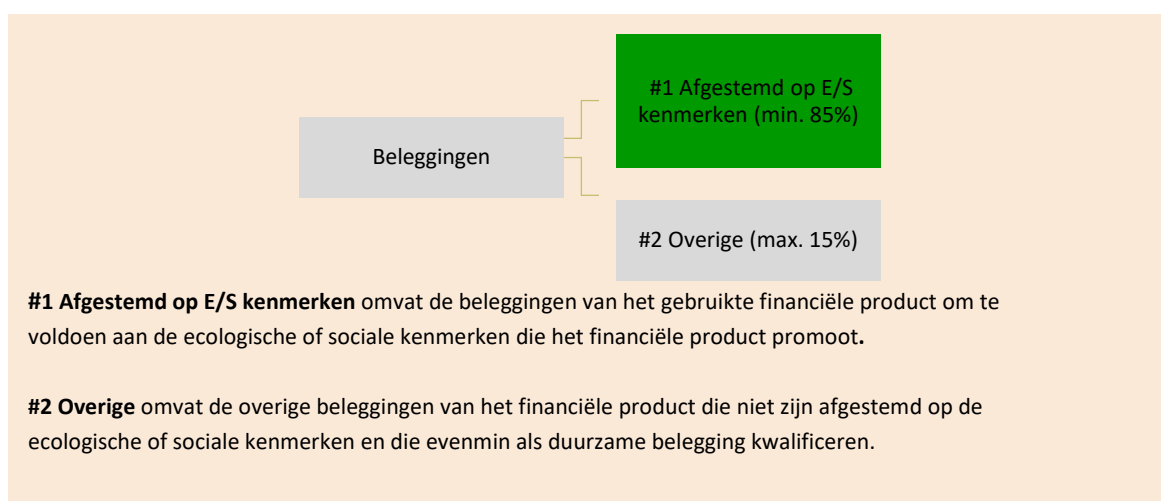 #1 Afgestemd op E/S
kenmerken (min. 85%)
Beleggingen
#2 Overige (max. 15%)
#1 Afgestemd op E/S kenmerken omvat de beleggingen van het gebruikte financiële product om te
voldoen aan de ecologische of sociale kenmerken die het financiële product promoot.
#2 Overige omvat de overige beleggingen van het financiële product die niet zijn afgestemd op de
ecologische of sociale kenmerken en die evenmin als duurzame belegging kwalificeren.